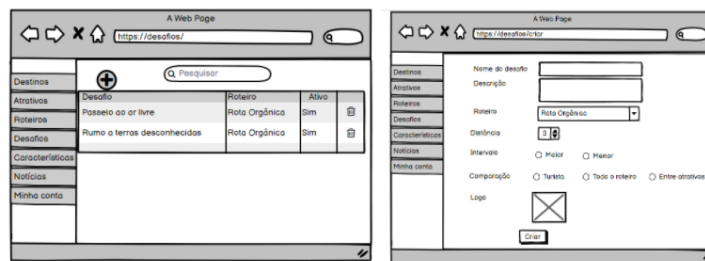 A Web Page
https://desafios/
Destinos
Atrativos
Roteiros
Desafios
Características
Notícias
Minha conta
Pesquisar
Desafio Roteiro Ativo
Passeio ao ar livre Rota Orgânica Sim
Rumo a terras desconhecidas Rota Orgânica Sim
A Web Page
https://desafios/criar
Destinos
Atrativos
Roteiros
Desafios
Características
Notícias
Minha conta
Nome do desafio
Descrição
Roteiro Rota Orgânica
Distância 3
Intervalo Maior Menor
Comparação Turista Todo o roteiro Entre atrativos
Logo
Criar